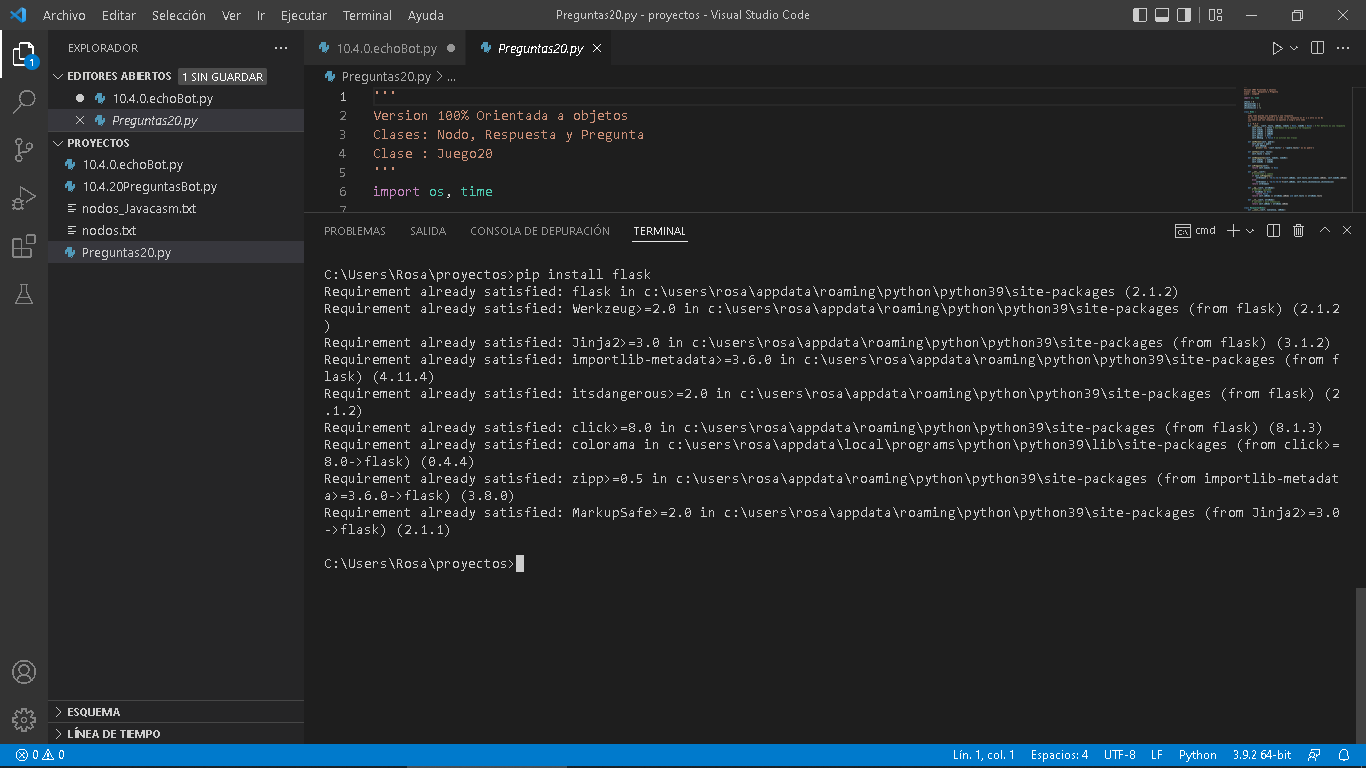 Archivo Editar Selección Ver Ir Ejecutar Terminal Ayuda Preguntas20.py - proyectos - Visual Studio Code
EXPLORADOR
EDITORES ABIERTOS 1 SIN GUARDAR
10.4.0.echoBot.py
Preguntas20.py
PROYECTOS
10.4.0.echoBot.py
10.4.20PreguntasBot.py
nodos_Javacasm.txt
nodos.txt
Preguntas20.py
ESQUEMA
LÍNEA DE TIEMPO
1
10.4.0.echoBot.py Preguntas20.py
Preguntas20.py > ...
1 '''
2 Version 100% Orientada a objetos
3 Clases: Nodo, Respuesta y Pregunta
4 Clase : Juego20
5 '''
6 import os, time
7
PROBLEMAS SALIDA CONSOLA DE DEPURACIÓN TERMINAL cmd
C:\Users\Rosa\proyectos>pip install flask
Requirement already satisfied: flask in c:\users\rosa\appdata\roaming\python\python39\site-packages (2.1.2)
Requirement already satisfied: Werkzeug>=2.0 in c:\users\rosa\appdata\roaming\python\python39\site-packages (from flask) (2.1.2
)
Requirement already satisfied: Jinja2>=3.0 in c:\users\rosa\appdata\roaming\python\python39\site-packages (from flask) (3.1.2)
Requirement already satisfied: importlib-metadata>=3.6.0 in c:\users\rosa\appdata\roaming\python\python39\site-packages (from f
lask) (4.11.4)
Requirement already satisfied: itsdangerous>=2.0 in c:\users\rosa\appdata\roaming\python\python39\site-packages (from flask) (2
.1.2)
Requirement already satisfied: click>=8.0 in c:\users\rosa\appdata\roaming\python\python39\site-packages (from flask) (8.1.3)
Requirement already satisfied: colorama in c:\users\rosa\appdata\local\programs\python\python39\lib\site-packages (from click>=
8.0->flask) (0.4.4)
Requirement already satisfied: zipp>=0.5 in c:\users\rosa\appdata\roaming\python\python39\site-packages (from importlib-metadat
a>=3.6.0->flask) (3.8.0)
Requirement already satisfied: MarkupSafe>=2.0 in c:\users\rosa\appdata\roaming\python\python39\site-packages (from Jinja2>=3.0
->flask) (2.1.1)
C:\Users\Rosa\proyectos>
0 0 Lín. 1, col. 1 Espacios: 4 UTF-8 LF Python 3.9.2 64-bit